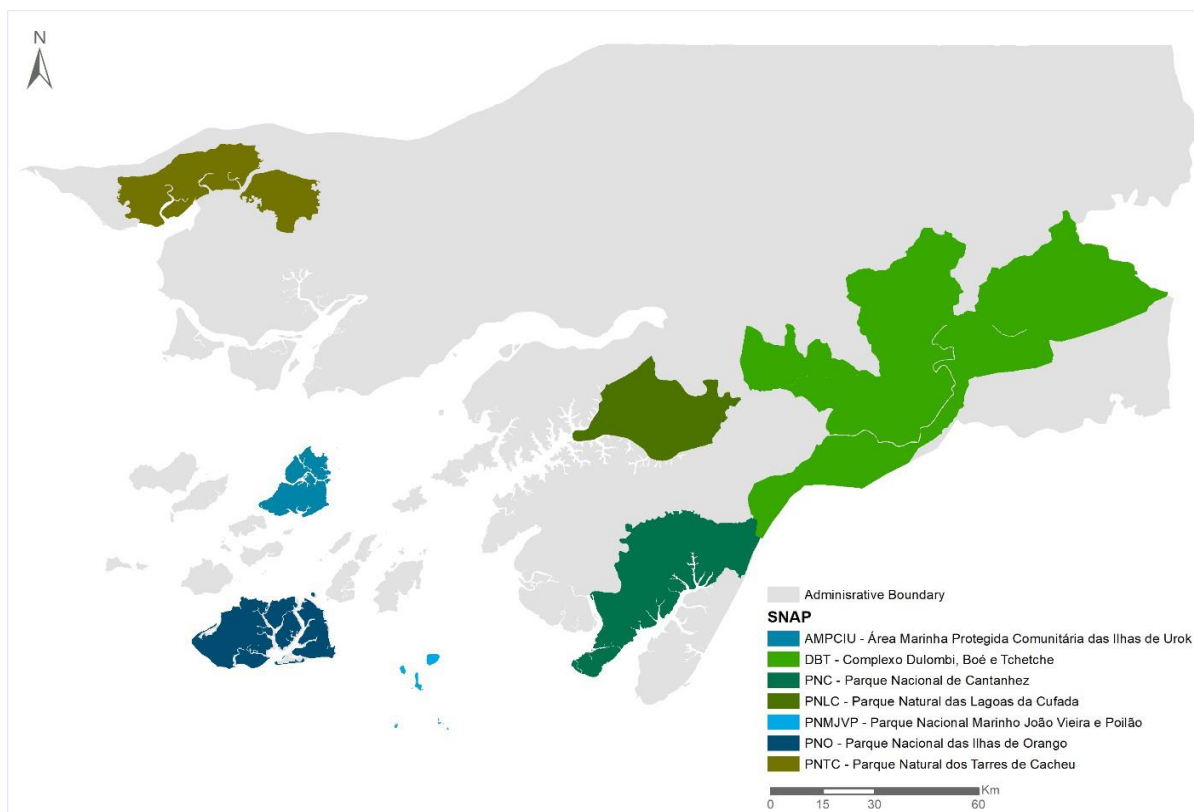 N
Adminisrative Boundary
SNAP
AMPCIU - Área Marinha Protegida Comunitária das Ilhas de Urok
DBT - Complexo Dulombi, Boé e Tchetche
PNC - Parque Nacional de Cantanhez
PNLC - Parque Natural das Lagoas da Cufada
PNMJVP - Parque Nacional Marinho João Vieira e Poilão
PNO - Parque Nacional das Ilhas de Orango
PNTC - Parque Natural dos Tarres de Cacheu
Km
0 15 30 60